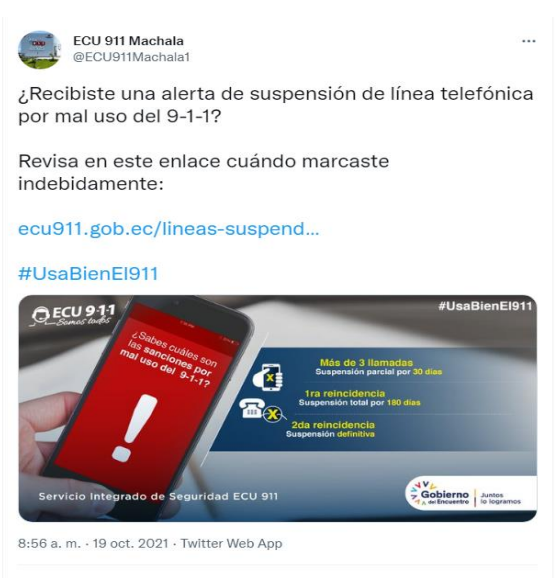 ECU 911 Machala
@ECU911Machala1
¿Recibiste una alerta de suspensión de línea telefónica
por mal uso del 9-1-1?
Revisa en este enlace cuándo marcaste
indebidamente:
ecu911.gob.ec/lineas-suspend...
#UsaBienEl911
ECU 9-1-1
Somos todos
#UsaBienEl911
¿Sabes cuáles son
las sanciones por
mal uso del 9-1-1?
Más de 3 llamadas
Suspensión parcial por 30 días
1ra reincidencia
Suspensión total por 180 días
2da reincidencia
Suspensión definitiva
Servicio Integrado de Seguridad ECU 911
Gobierno
del Encuentro
Juntos
lo logramos
8:56 a. m. · 19 oct. 2021 · Twitter Web App